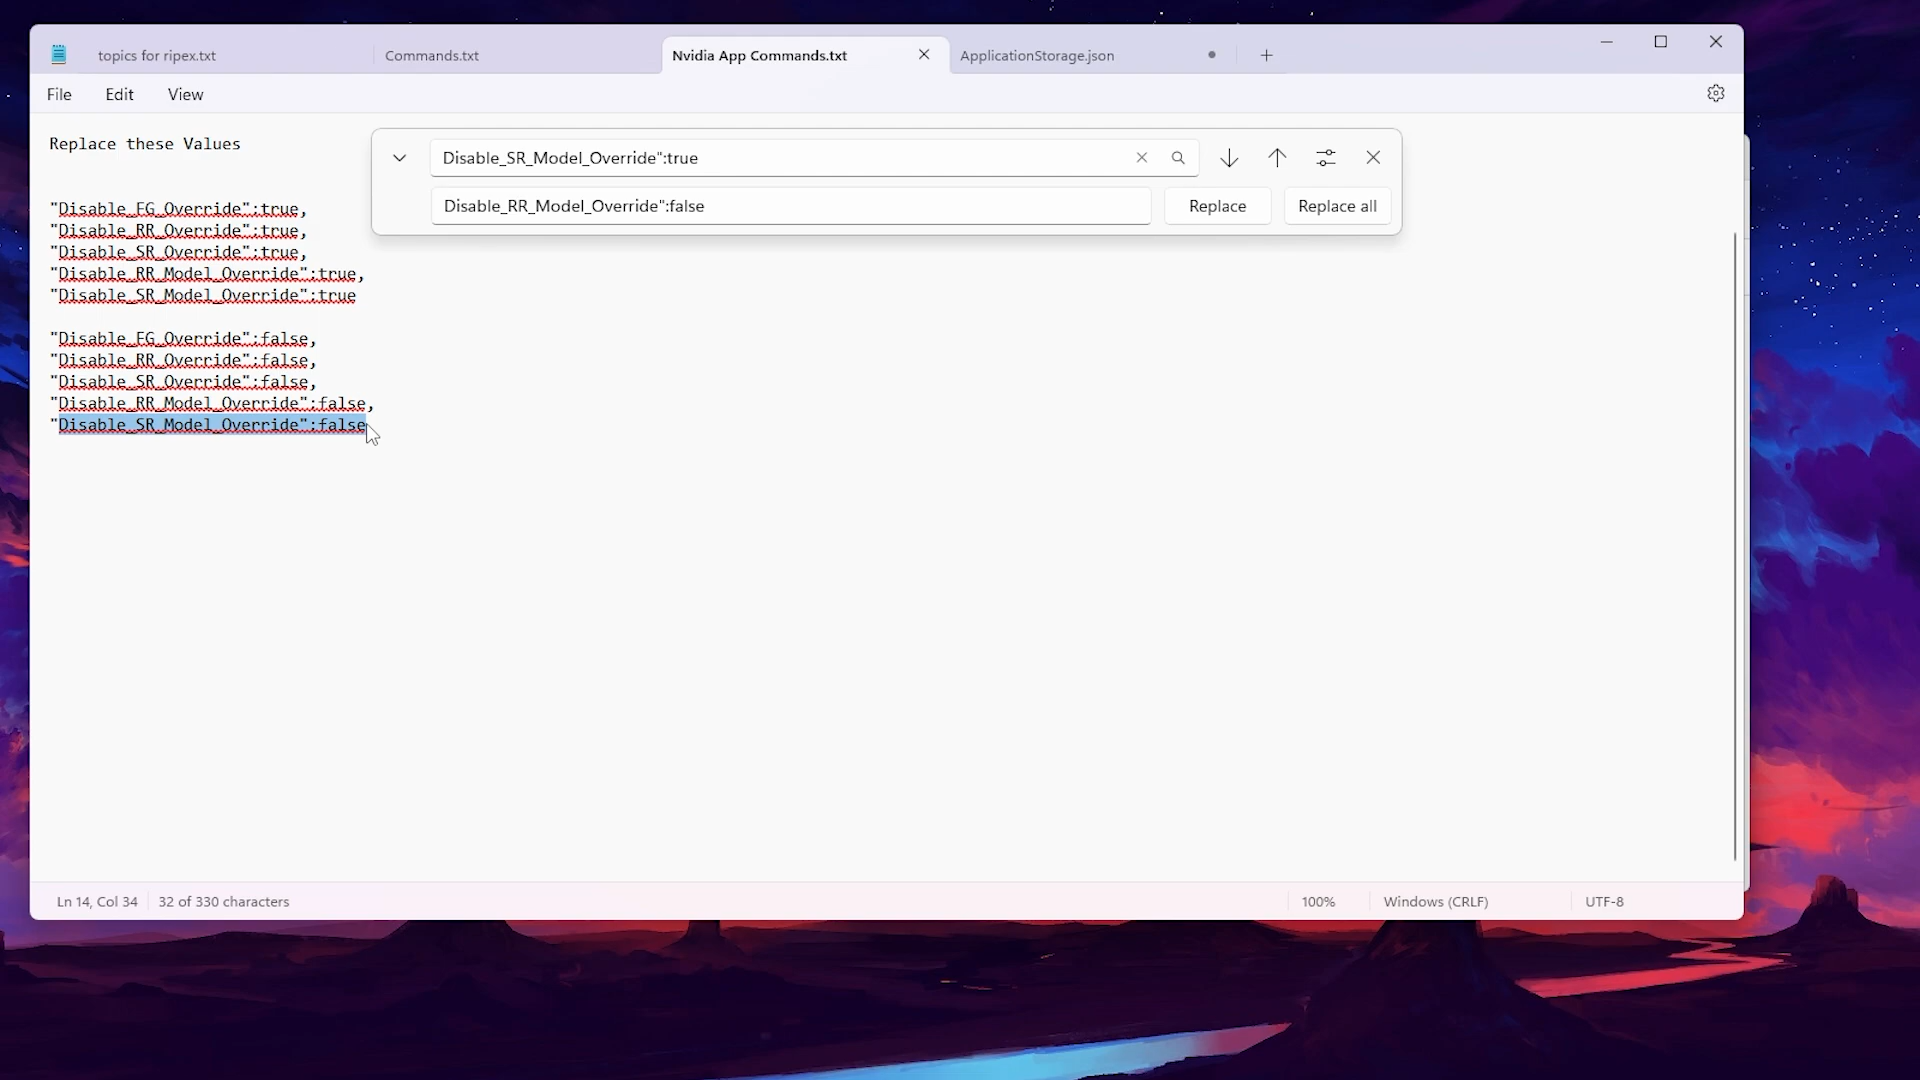 topics for ripex.txt
Commands.txt
Nvidia App Commands.txt
ApplicationStorage.json
File
Edit
View
Replace these Values
Disable_SR_Model_Override":true
Disable_RR_Model_Override":false
Replace
Replace all
"Disable_FG_Override":true,
"Disable_RR_Override":true,
"Disable_SR_Override":true,
"Disable_RR_Model_Override":true,
"Disable_SR_Model_Override":true
"Disable_FG_Override":false,
"Disable_RR_Override":false,
"Disable_SR_Override":false,
"Disable_RR_Model_Override":false,
"Disable_SR_Model_Override":false
Ln 14, Col 34
32 of 330 characters
100%
Windows (CRLF)
UTF-8